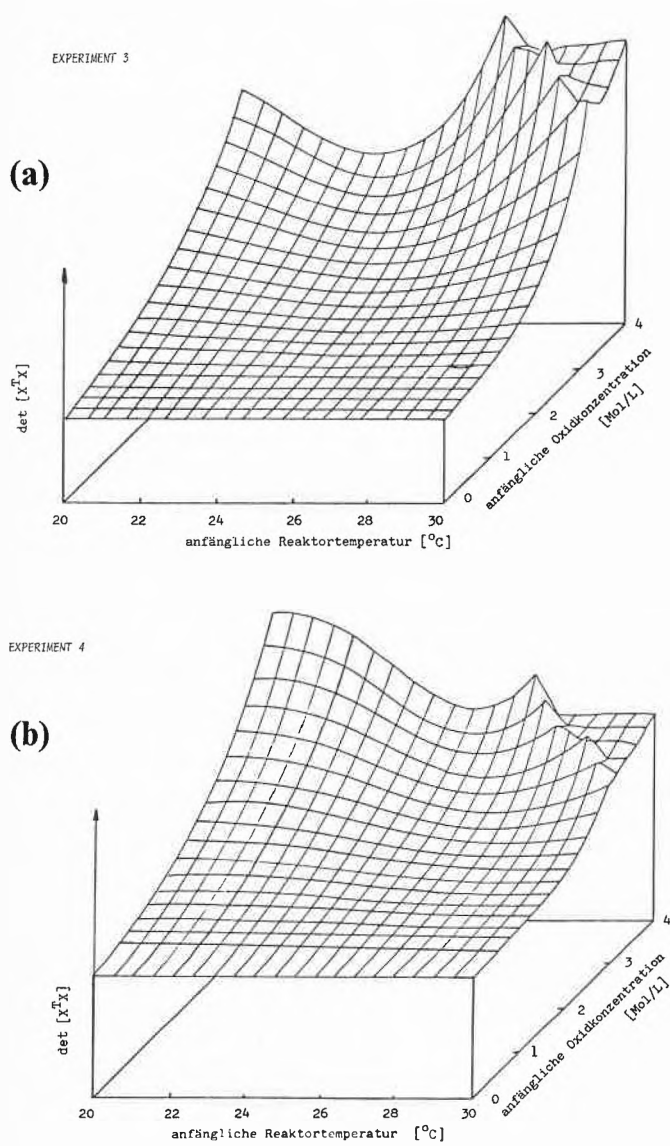 EXPERIMENT 3
(a)
det [XᵀX]
4
3
2
1
0
anfängliche Oxidkonzentration
[Mol/L]
20 22 24 26 28 30
anfängliche Reaktortemperatur [°C]
EXPERIMENT 4
(b)
det [XᵀX]
4
3
2
1
0
anfängliche Oxidkonzentration
[Mol/L]
20 22 24 26 28 30
anfängliche Reaktortemperatur [°C]